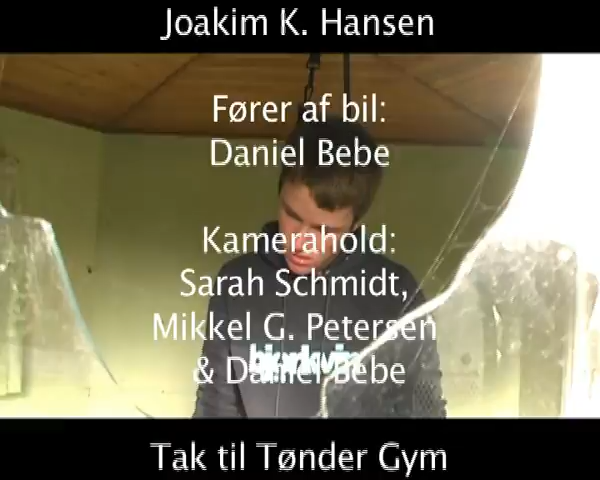 Joakim K. Hansen
Fører af bil:
Daniel Bebe
Kamerahold:
Sarah Schmidt,
Mikkel G. Petersen
& Daniel Bebe
Tak til Tønder Gym